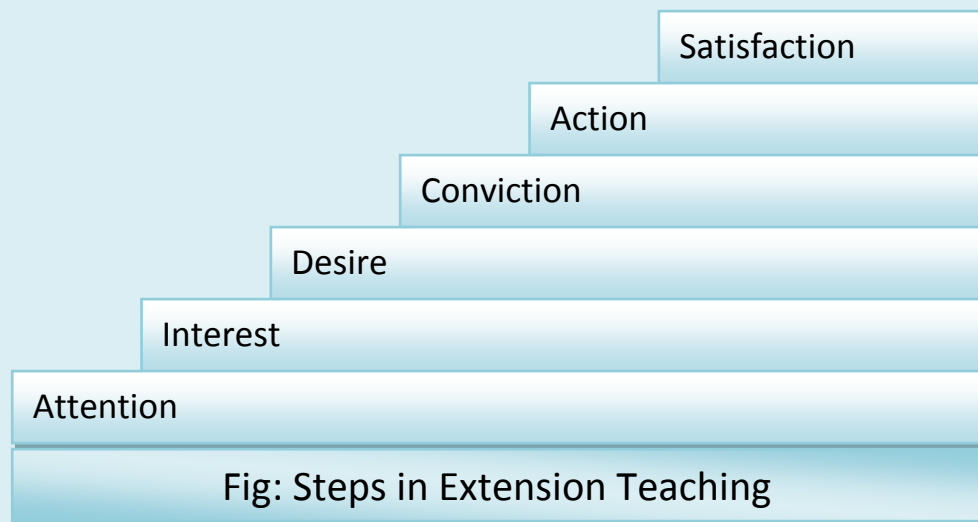 Satisfaction
Action
Conviction
Desire
Interest
Attention
Fig: Steps in Extension Teaching